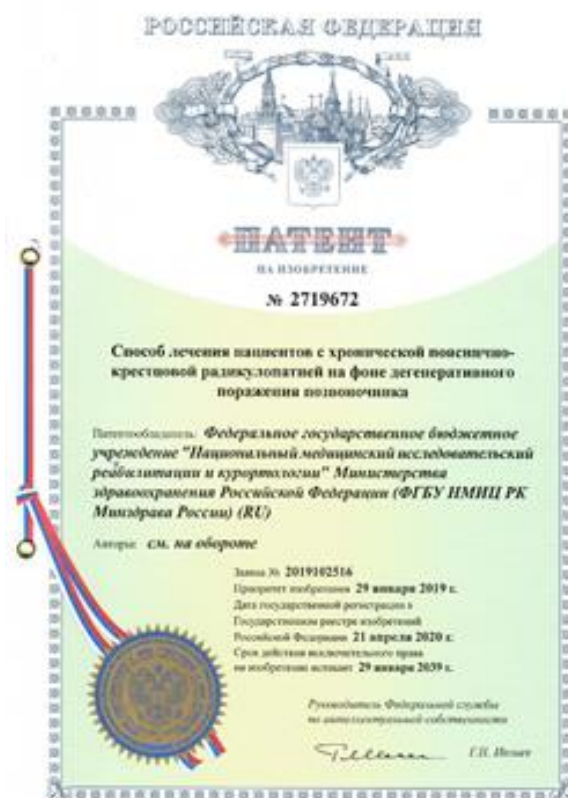 РОССИЙСКАЯ ФЕДЕРАЦИЯ
ПАТЕНТ
НА ИЗОБРЕТЕНИЕ
№ 2719672
Способ лечения пациентов с хронической пояснично-
крестцовой радикулопатией на фоне дегенеративного
поражения позвоночника
Патентообладатель: Федеральное государственное бюджетное
учреждение "Национальный медицинский исследовательский
реабилитации и курортологии" Министерства
здравоохранения Российской Федерации (ФГБУ НМИЦ РК
Минздрава России) (RU)
Авторы: см. на обороте
Заявка № 2019102516
Приоритет изобретения 29 января 2019 г.
Дата государственной регистрации в
Государственном реестре изобретений
Российской Федерации 21 апреля 2020 г.
Срок действия исключительного права
на изобретение истекает 29 января 2039 г.
Руководитель Федеральной службы
по интеллектуальной собственности
Г.П. Ивлиев